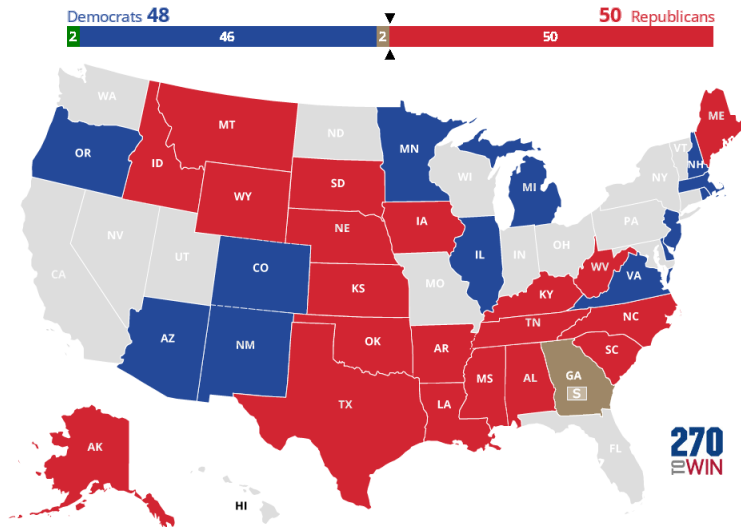 Democrats 48
50 Republicans
2 46 2 50
WA
MT
ND
ME
OR
MN
VT
ID
NH
SD
WI
NY
WY
MI
IA
NE
PA
NV
IL
IN
OH
UT
CO
WV
CA
KS
MO
VA
KY
NC
TN
AZ
NM
OK
AR
SC
MS
AL
GA
S
TX
LA
AK
FL
HI
270
TO WIN